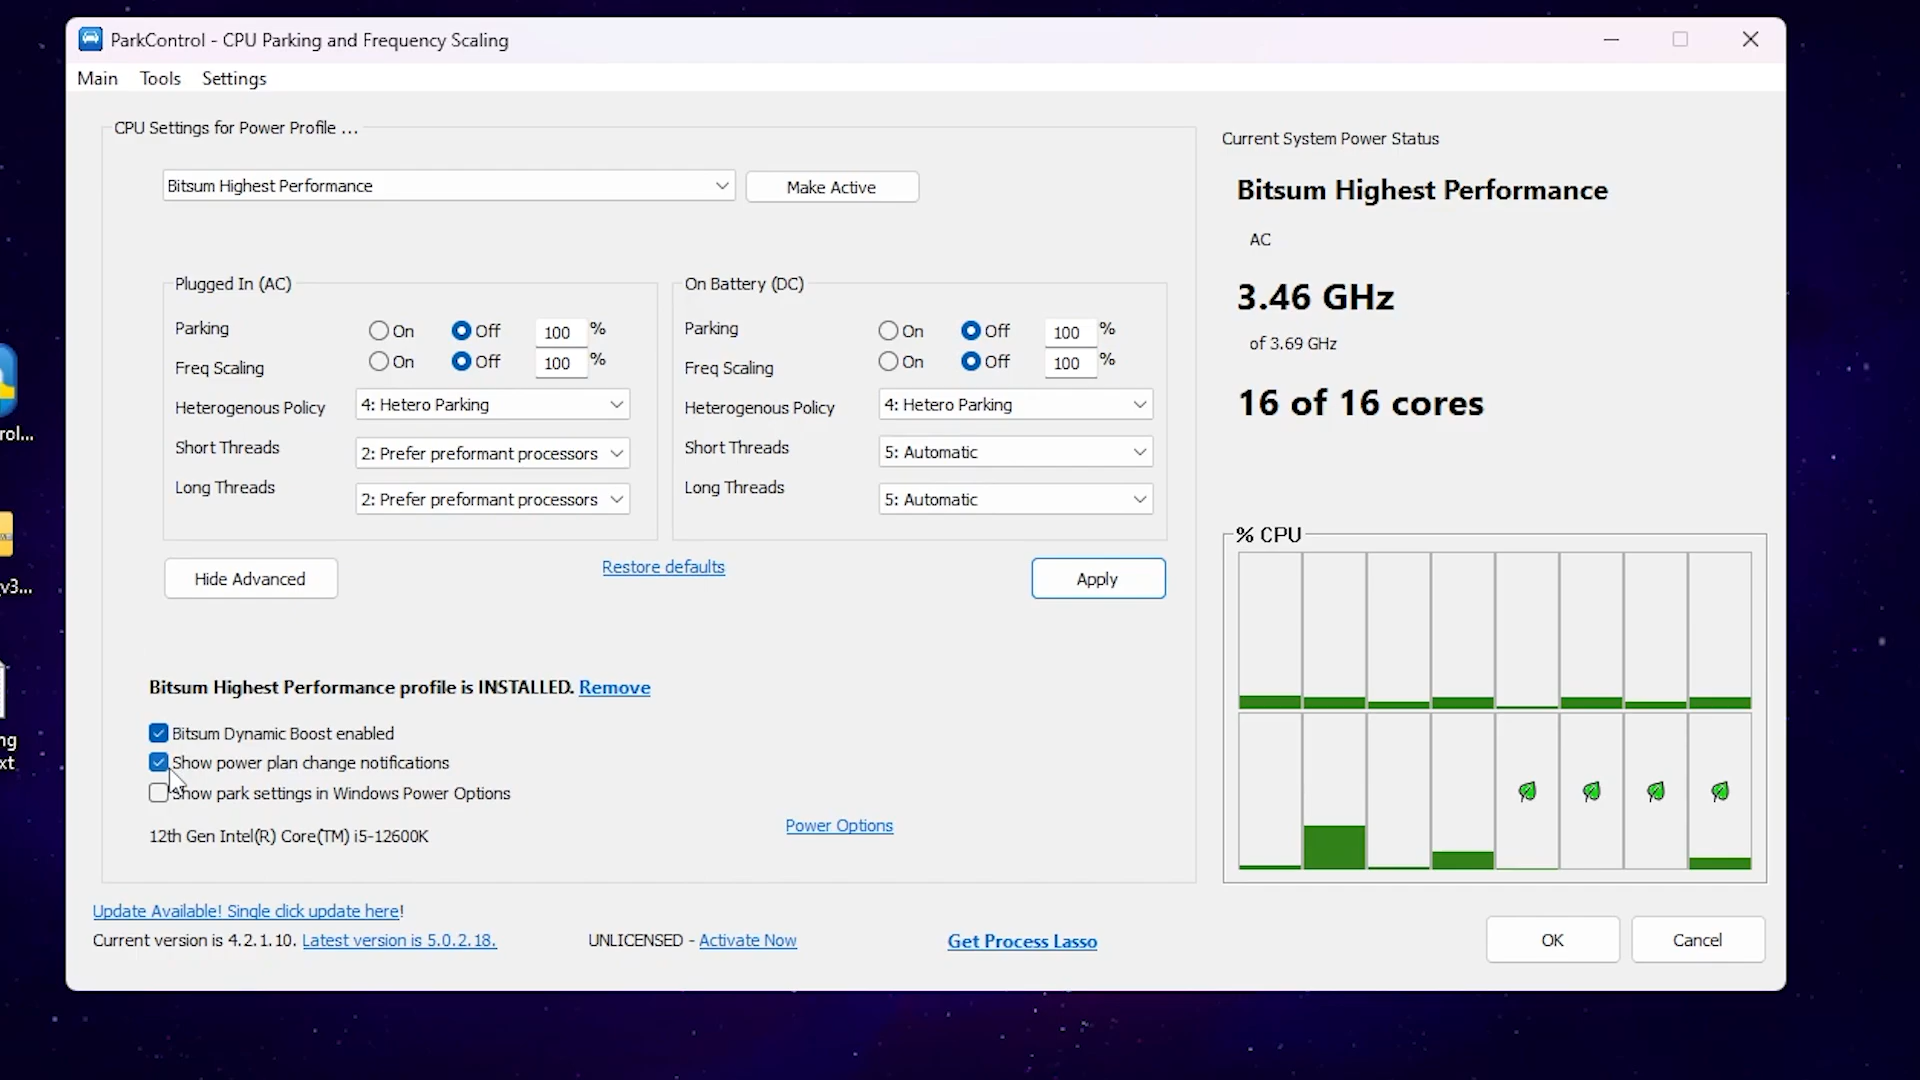 ParkControl - CPU Parking and Frequency Scaling
Main Tools Settings
CPU Settings for Power Profile ...
Bitsum Highest Performance
Make Active
Plugged In (AC)
Parking On Off 100 %
Freq Scaling On Off 100 %
Heterogenous Policy 4: Hetero Parking
Short Threads 2: Prefer preformant processors
Long Threads 2: Prefer preformant processors
On Battery (DC)
Parking On Off 100 %
Freq Scaling On Off 100 %
Heterogenous Policy 4: Hetero Parking
Short Threads 5: Automatic
Long Threads 5: Automatic
Hide Advanced
Restore defaults
Apply
Bitsum Highest Performance profile is INSTALLED. Remove
Bitsum Dynamic Boost enabled
Show power plan change notifications
Show park settings in Windows Power Options
12th Gen Intel(R) Core(TM) i5-12600K
Power Options
Current System Power Status
Bitsum Highest Performance
AC
3.46 GHz
of 3.69 GHz
16 of 16 cores
% CPU
Update Available! Single click update here!
Current version is 4.2.1.10. Latest version is 5.0.2.18.
UNLICENSED - Activate Now
Get Process Lasso
OK
Cancel
rol...
v3...
ng
xt